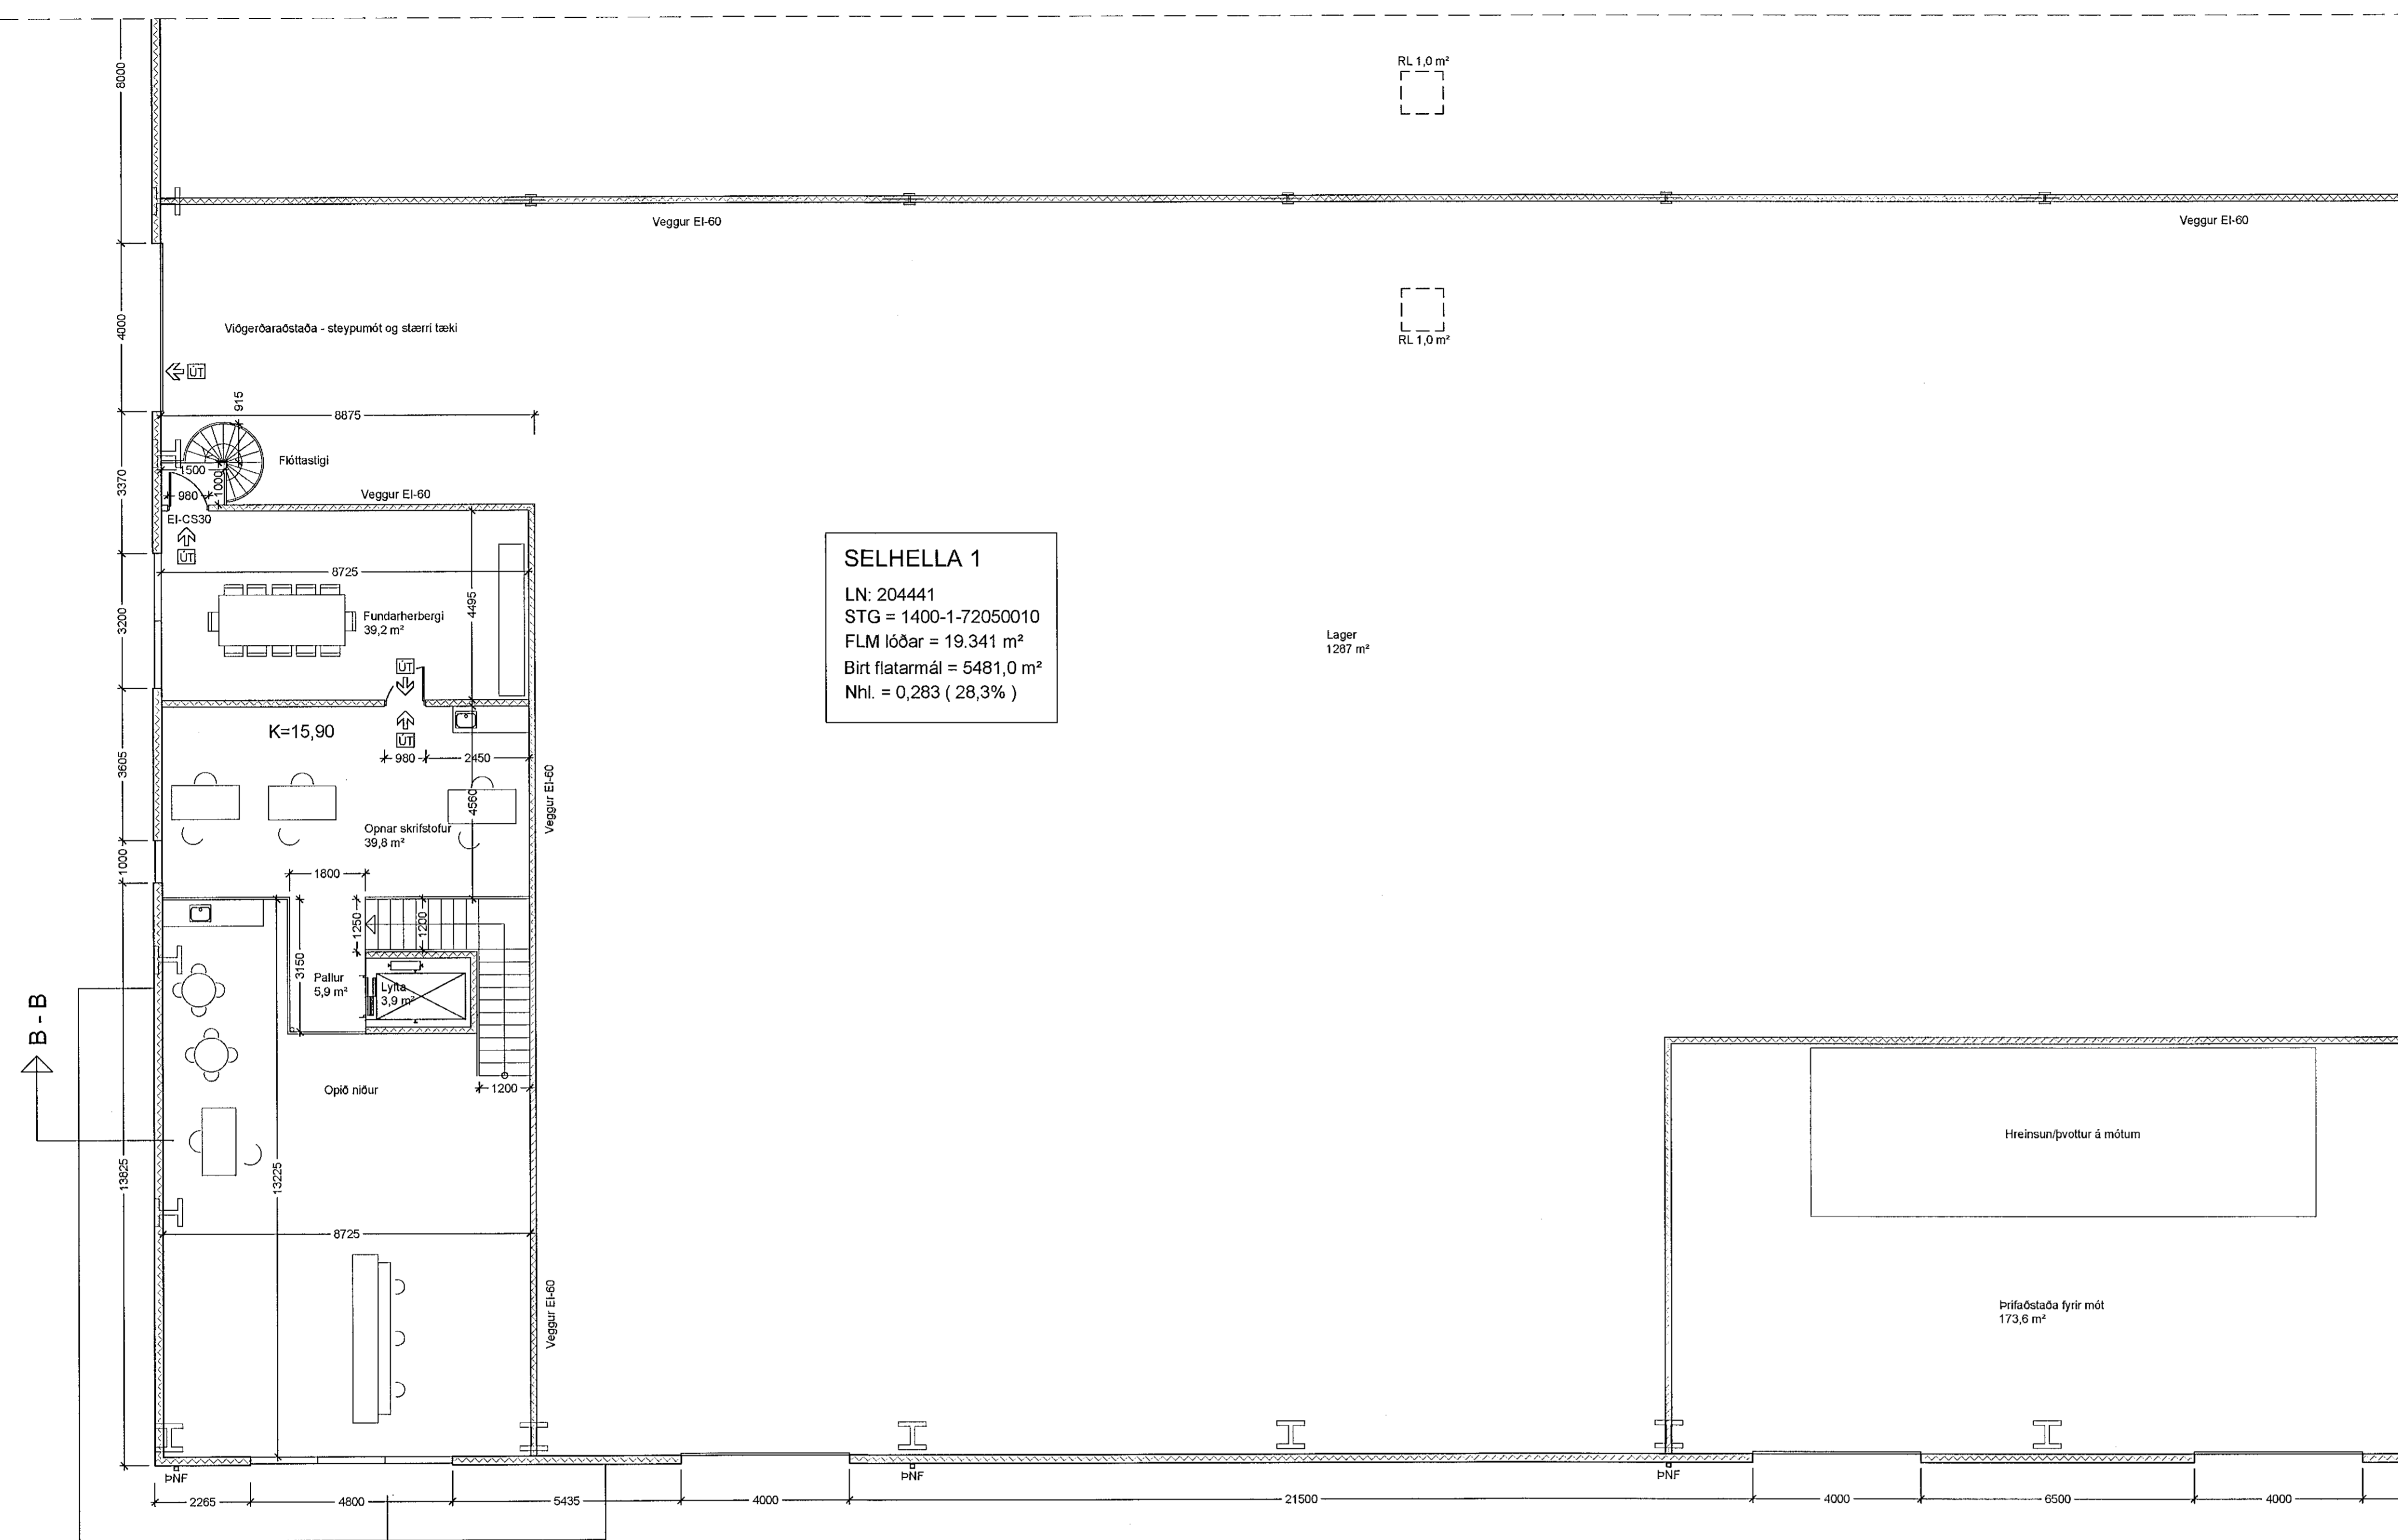 8000
RL 1,0 m²
Veggur EI-60
Veggur EI-60
4000
Viðgerðaraðstaða - steypumót og stærri tæki
RL 1,0 m²
ÚT
915
8875
3370
Flóttastigi
1500
1000
980
Veggur EI-60
EI-CS30
ÚT
8725
3200
4495
Fundarherbergi
39,2 m²
ÚT
SELHELLA 1
LN: 204441
STG = 1400-1-72050010
FLM lóðar = 19.341 m²
Birt flatarmál = 5481,0 m²
Nhl. = 0,283 ( 28,3% )
Lager
1287 m²
K=15,90
ÚT
980
2450
3605
4560
Veggur EI-60
Opnar skrifstofur
39,8 m²
1000
1800
1250
1200
3150
Pallur
5,9 m²
Lyfta
3,9 m²
B - B
Opið niður
1200
13825
13225
Hreinsun/þvottur á mótum
8725
Veggur EI-60
Þrifaðstaða fyrir mót
173,6 m²
ÞNF
ÞNF
ÞNF
2265
4800
5435
4000
21500
4000
6500
4000